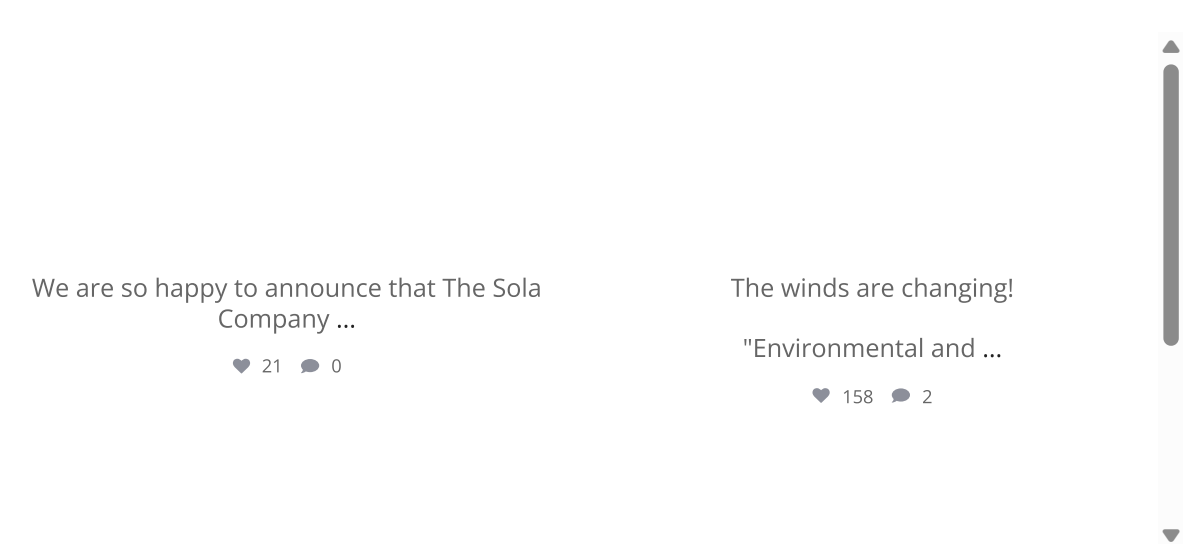 We are so happy to announce that The Sola
Company ...
21 0
The winds are changing!
"Environmental and ...
158 2